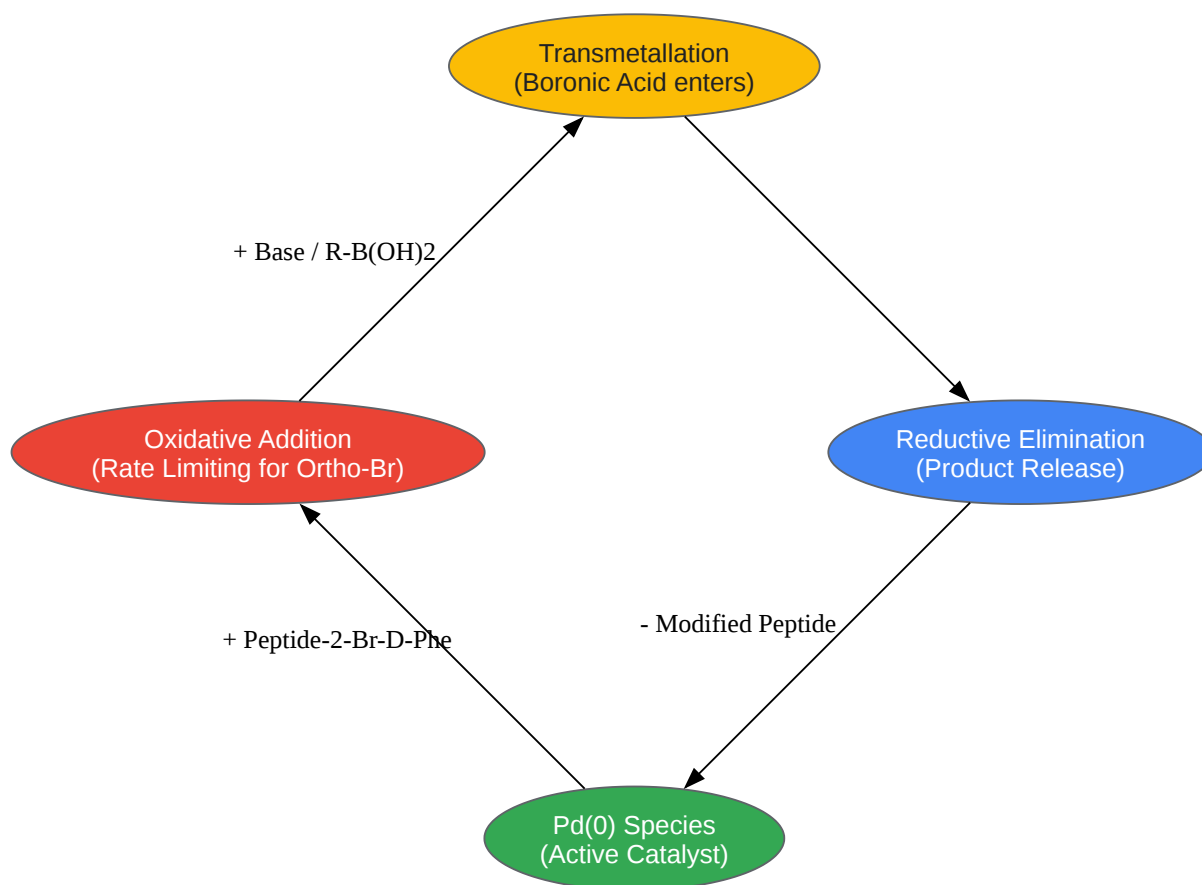 Transmetallation
(Boronic Acid enters)
+ Base / R-B(OH)2
Oxidative Addition
(Rate Limiting for Ortho-Br)
Reductive Elimination
(Product Release)
+ Peptide-2-Br-D-Phe
- Modified Peptide
Pd(0) Species
(Active Catalyst)